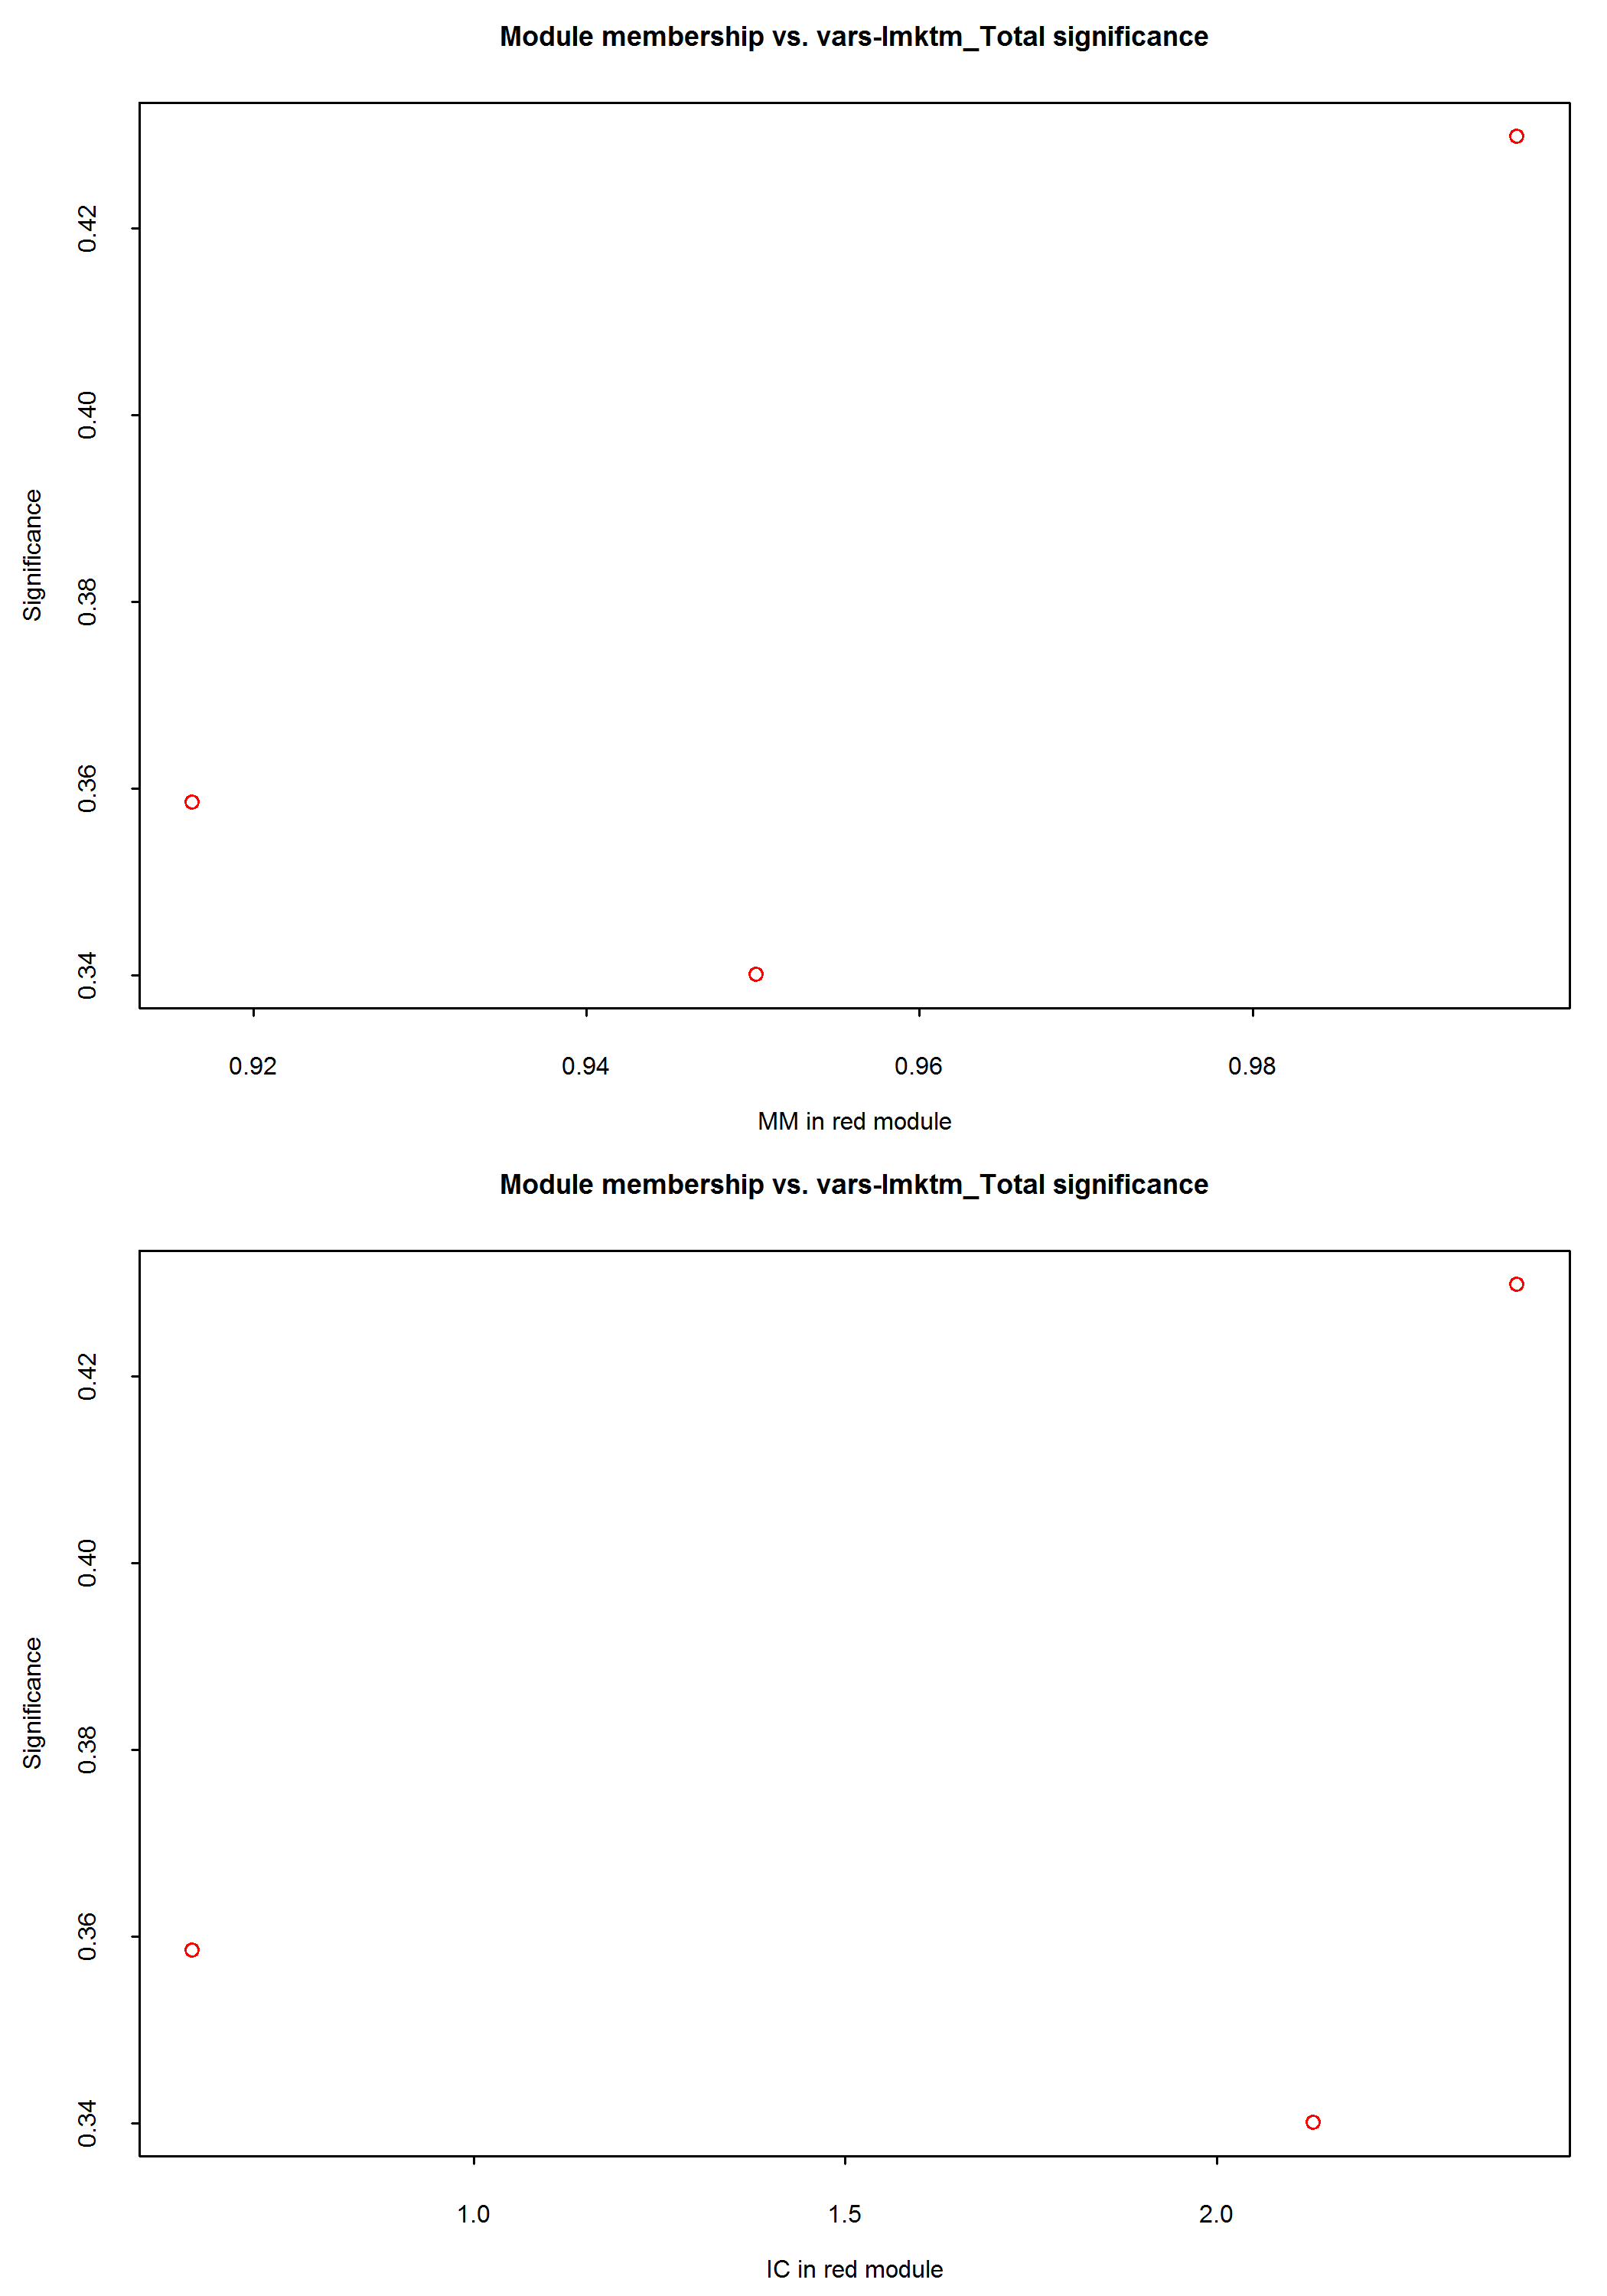 Module membership vs. vars-lmktm_Total significance
0.42
0.40
0.38
0.36
0.34
Significance
0.92 0.94 0.96 0.98
MM in red module
Module membership vs. vars-lmktm_Total significance
0.42
0.40
0.38
0.36
0.34
Significance
1.0 1.5 2.0
IC in red module